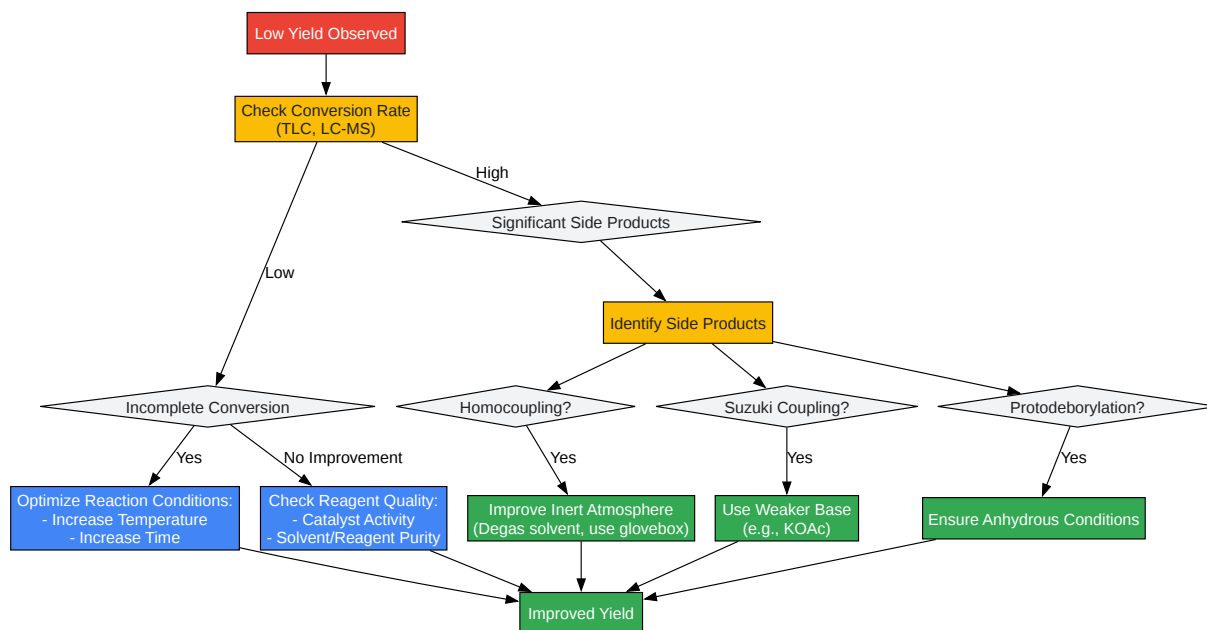 Low Yield Observed
Check Conversion Rate
(TLC, LC-MS)
High
Significant Side Products
Low
Identify Side Products
Incomplete Conversion
Homocoupling?
Suzuki Coupling?
Protodeborylation?
Yes
No Improvement
Yes
Yes
Yes
Optimize Reaction Conditions:
- Increase Temperature
- Increase Time
Check Reagent Quality:
- Catalyst Activity
- Solvent/Reagent Purity
Improve Inert Atmosphere
(Degas solvent, use glovebox)
Use Weaker Base
(e.g., KOAc)
Ensure Anhydrous Conditions
Improved Yield